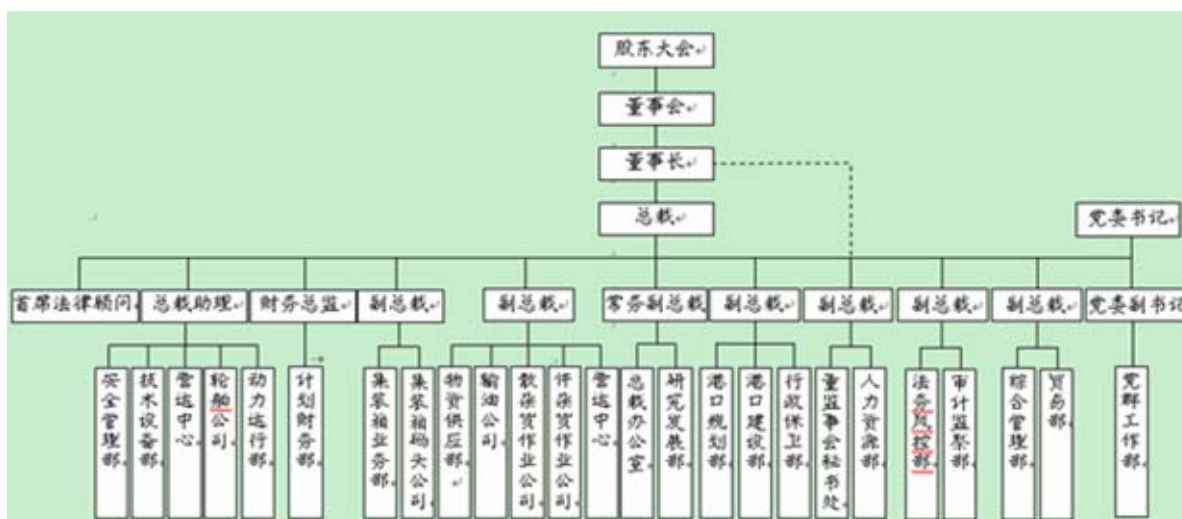 股东大会
董事会
董事长
总裁
党委书记
首席法律顾问
总裁助理
财务总监
副总裁
副总裁
常务副总裁
副总裁
副总裁
副总裁
副总裁
党委副书记
安全管理部
技术设备部
营运中心
轮舶公司
动力运行部
计划财务部
集装箱业务部
集装箱码头公司
物资供应部
输油公司
散杂货作业公司
件杂货作业公司
营运中心
总裁办公室
研究发展部
港口规划部
港口建设部
行政保卫部
董监事会秘书处
人力资源部
法务风控部
审计监察部
综合管理部
贸易部
党群工作部